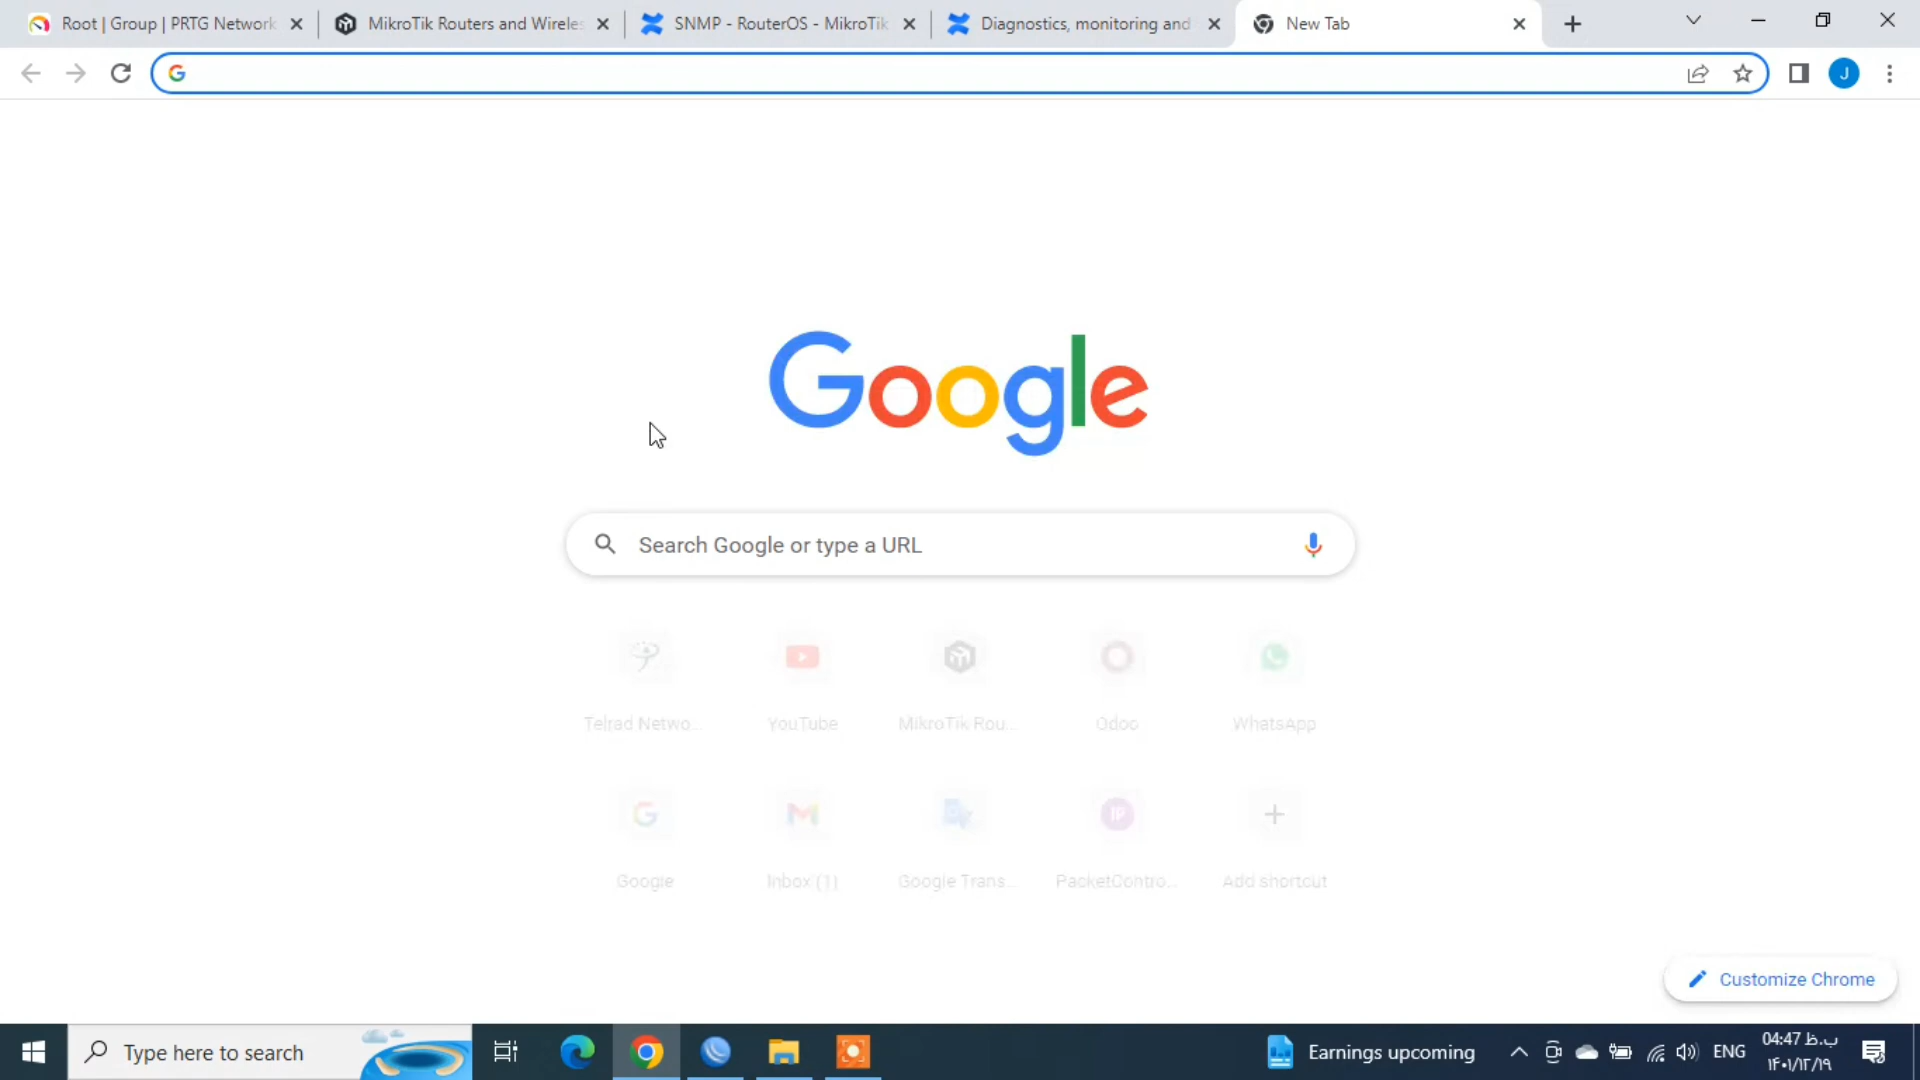 Root | Group | PRTG Network
MikroTik Routers and Wireles
SNMP - RouterOS - MikroTik
Diagnostics, monitoring and
New Tab
J
Google
Search Google or type a URL
Telrad Netwo...
YouTube
MikroTik Rou...
Odoo
WhatsApp
IP
Google
Inbox (1)
Google Trans...
PacketContro...
Add shortcut
Customize Chrome
Type here to search
Earnings upcoming
ENG
04:47 ب.ظ
۱۴۰۱/۱۲/۱۹